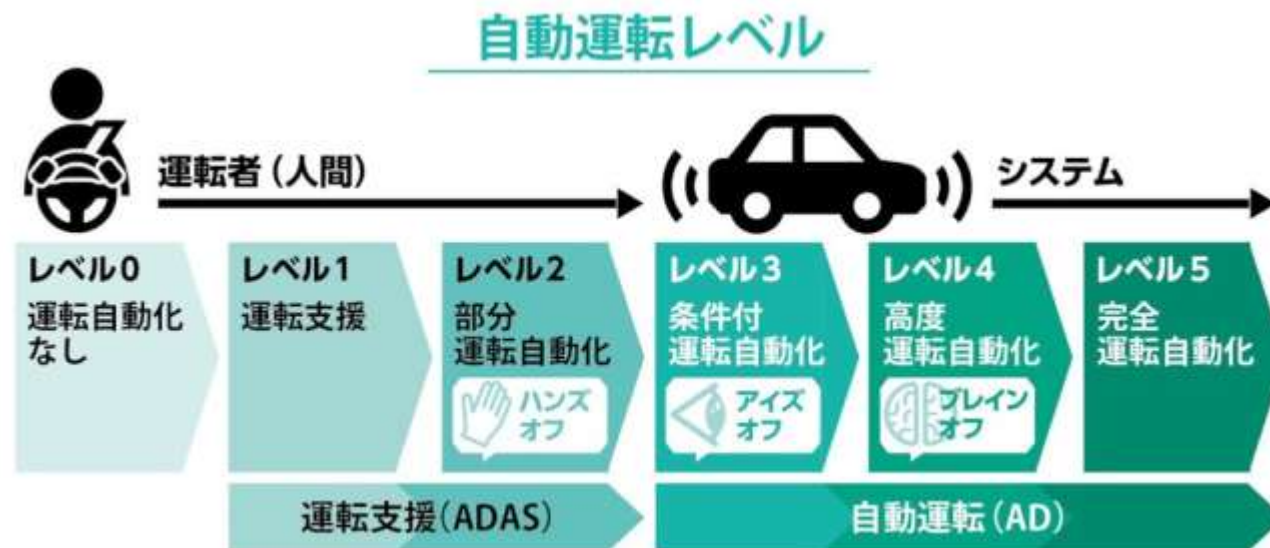 自動運転レベル
運転者(人間)
システム
レベル0
運転自動化
なし
レベル1
運転支援
レベル2
部分
運転自動化
ハンズ
オフ
レベル3
条件付
運転自動化
アイズ
オフ
レベル4
高度
運転自動化
ブレイン
オフ
レベル5
完全
運転自動化
運転支援(ADAS)
自動運転(AD)